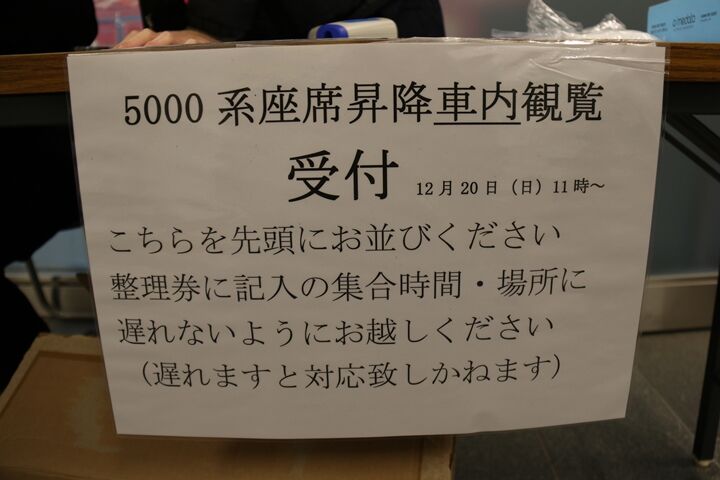 5000系座席昇降車内観覧
受付 12月20日（日）11時～
こちらを先頭にお並びください
整理券に記入の集合時間・場所に
遅れないようにお越しください
（遅れますと対応致しかねます）